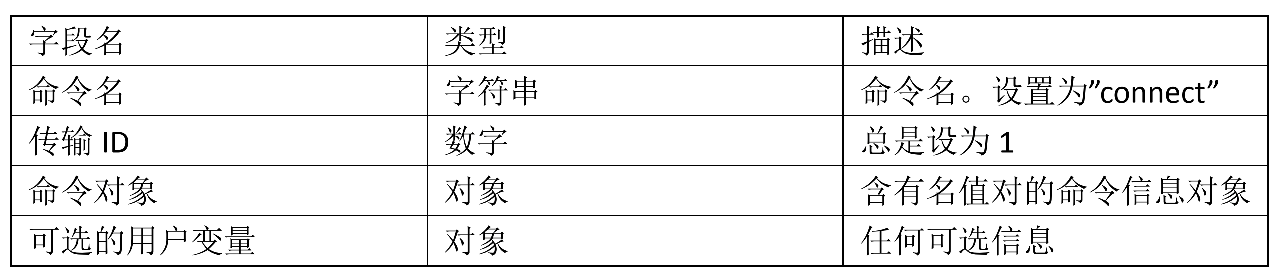 字段名 类型 描述
命令名 字符串 命令名。设置为”connect”
传输 ID 数字 总是设为 1
命令对象 对象 含有名值对的命令信息对象
可选的用户变量 对象 任何可选信息